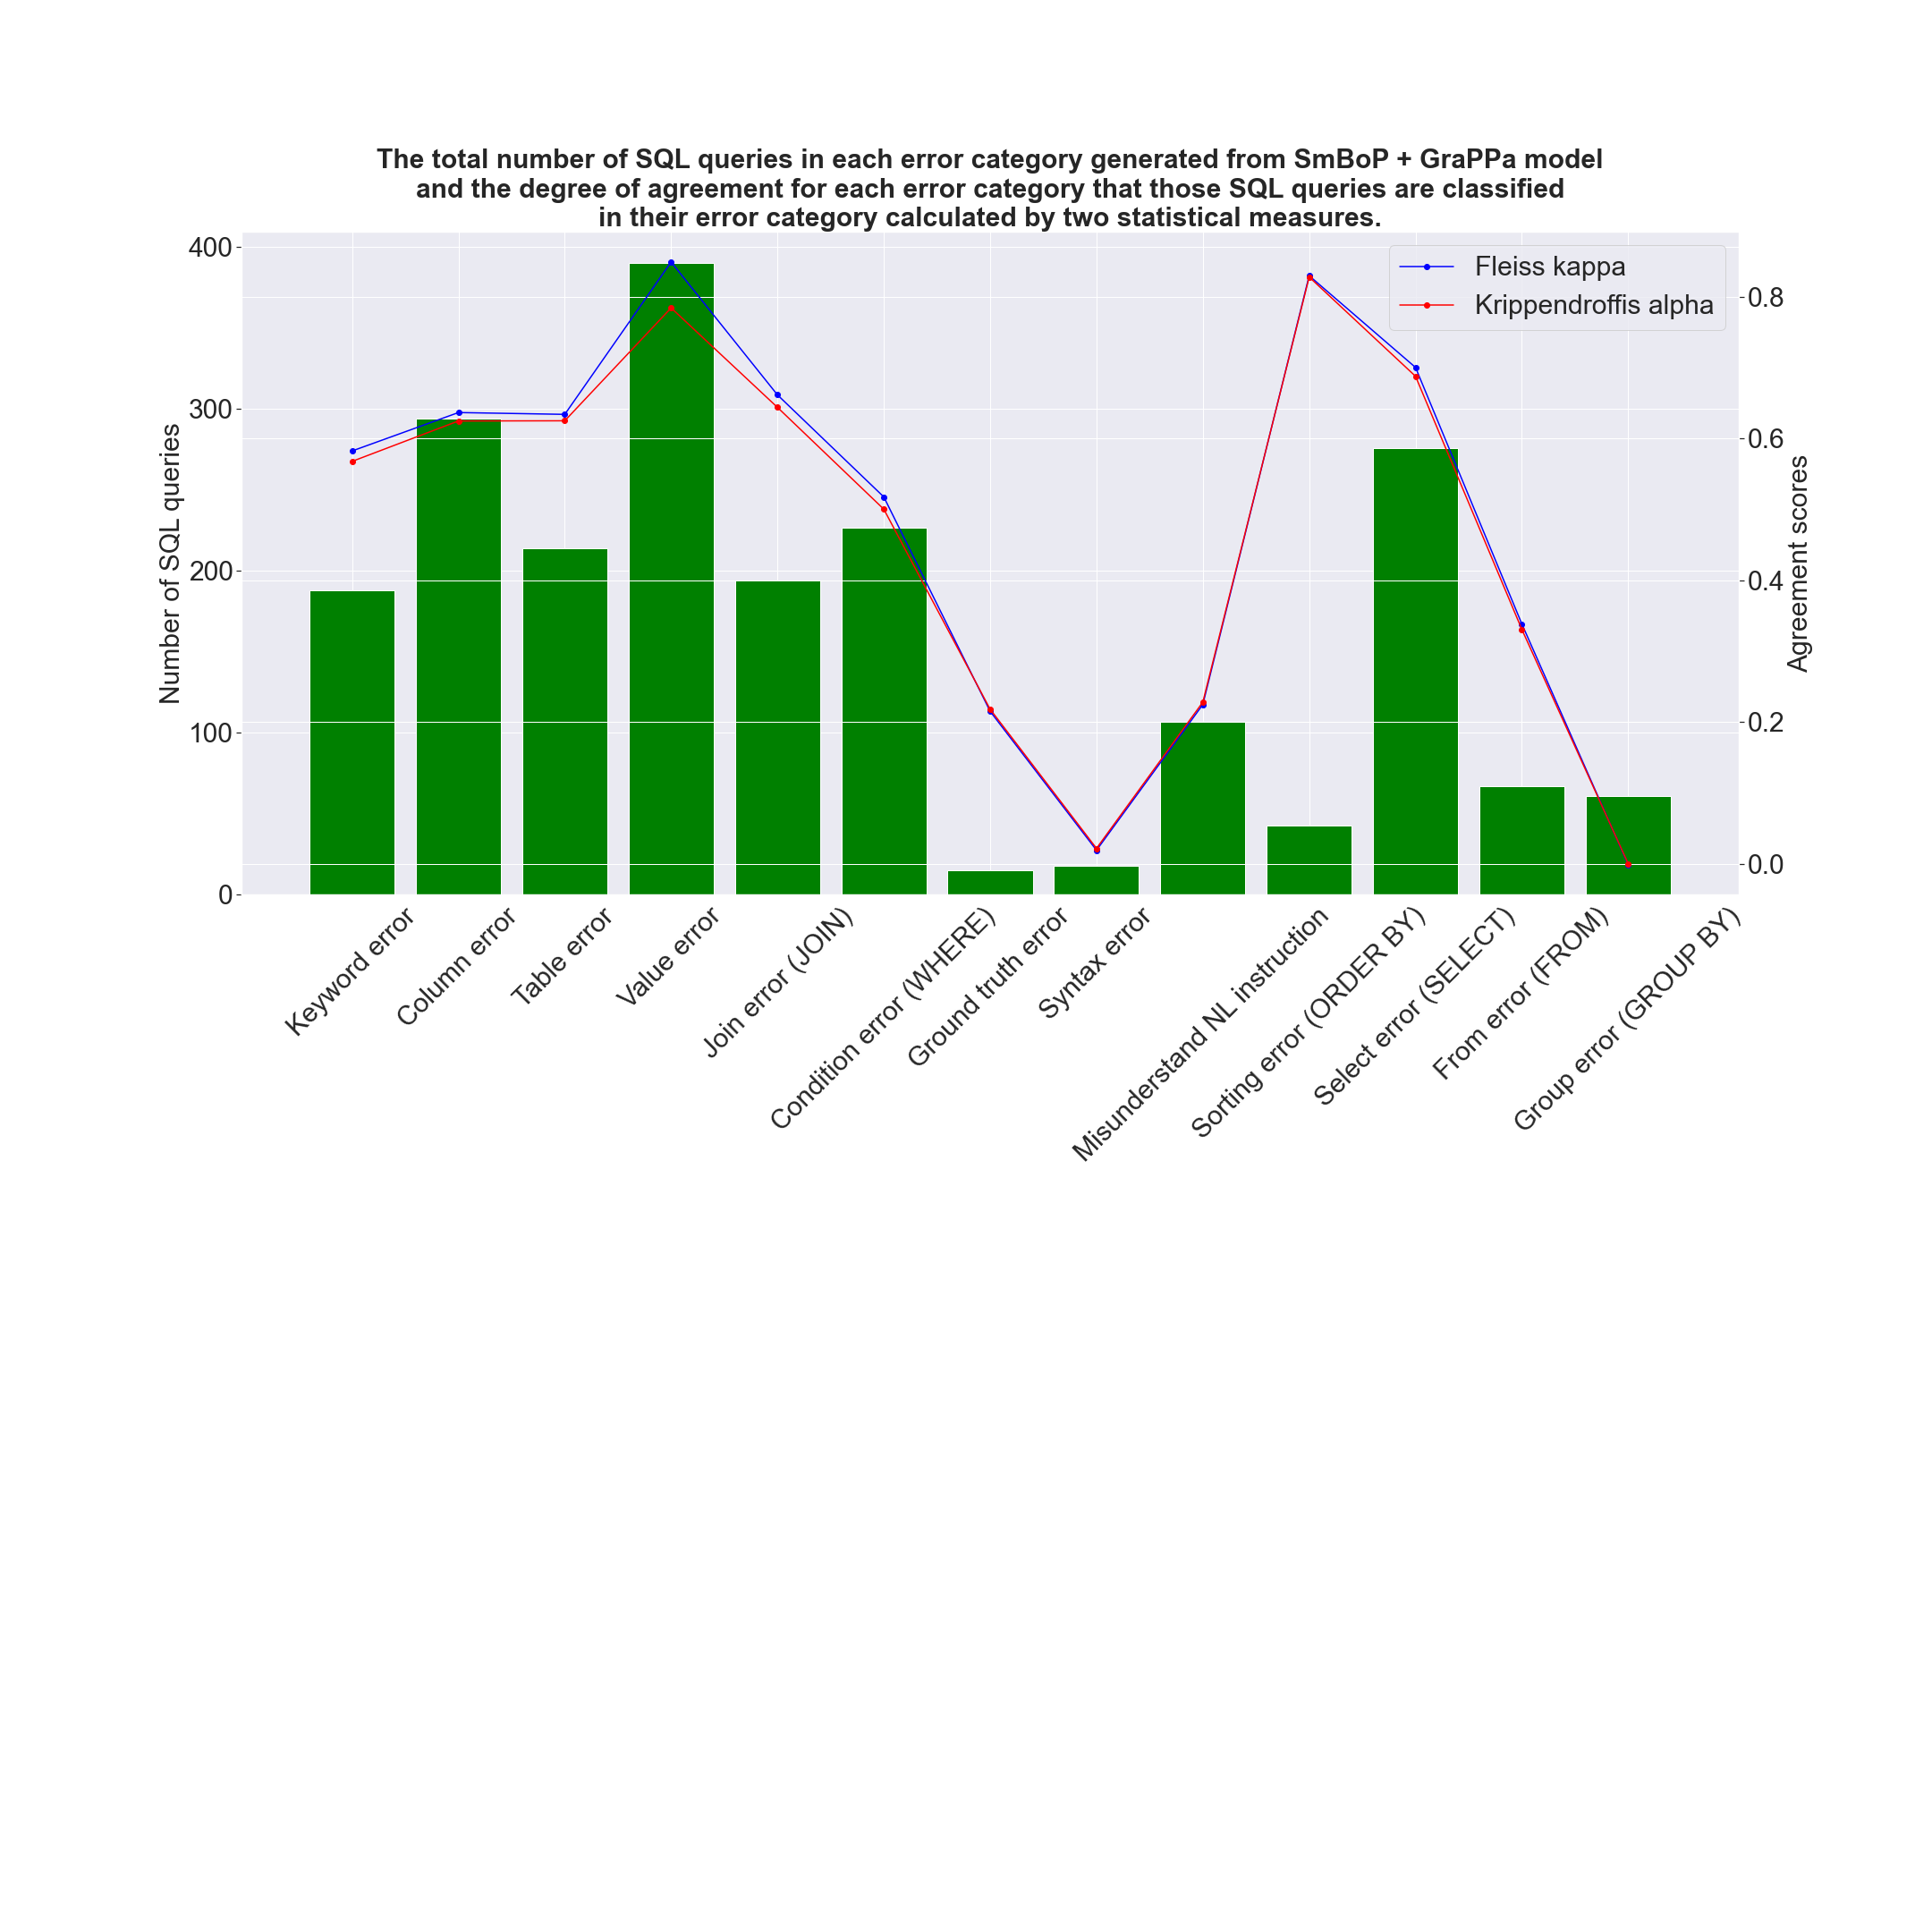 The total number of SQL queries in each error category generated from SmBoP + GraPPa model
and the degree of agreement for each error category that those SQL queries are classified
in their error category calculated by two statistical measures.
400
300
200
100
0
Number of SQL queries
Fleiss kappa
Krippendroffis alpha
0.8
0.6
0.4
0.2
0.0
Agreement scores
Keyword error
Column error
Table error
Value error
Join error (JOIN)
Condition error (WHERE)
Ground truth error
Syntax error
Misunderstand NL instruction
Sorting error (ORDER BY)
Select error (SELECT)
From error (FROM)
Group error (GROUP BY)